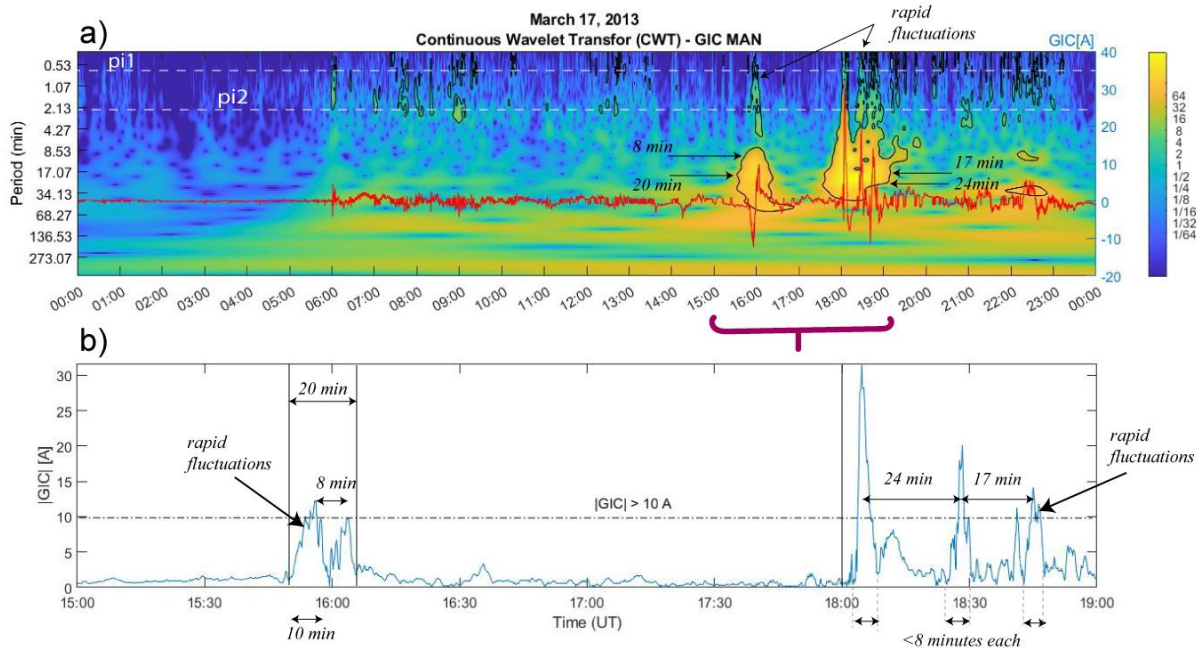 March 17, 2013
a)
Continuous Wavelet Transfor (CWT) - GIC MAN
rapid
fluctuations
GIC[A]
pi1
pi2
Period (min)
0.53
1.07
2.13
4.27
8.53
17.07
34.13
68.27
136.53
273.07
8 min
20 min
17 min
24min
40
30
20
10
0
-10
-20
64
32
16
8
4
2
1
1/2
1/4
1/8
1/16
1/32
1/64
00:00 01:00 02:00 03:00 04:00 05:00 06:00 07:00 08:00 09:00 10:00 11:00 12:00 13:00 14:00 15:00 16:00 17:00 18:00 19:00 20:00 21:00 22:00 23:00 00:00
b)
|GIC| [A]
30
25
20
15
10
5
0
20 min
rapid
fluctuations
8 min
|GIC| > 10 A
24 min
17 min
rapid
fluctuations
15:00 15:30 16:00 16:30 17:00 17:30 18:00 18:30 19:00
10 min
Time (UT)
<8 minutes each